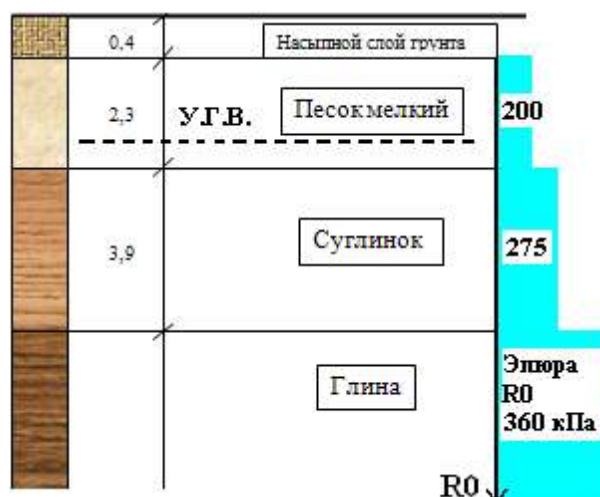 0,4
Насыпной слой грунта
2,3
У.Г.В.
Песок мелкий
200
3,9
Суглинок
275
Глина
Эпюра
R0
360 кПа
R0